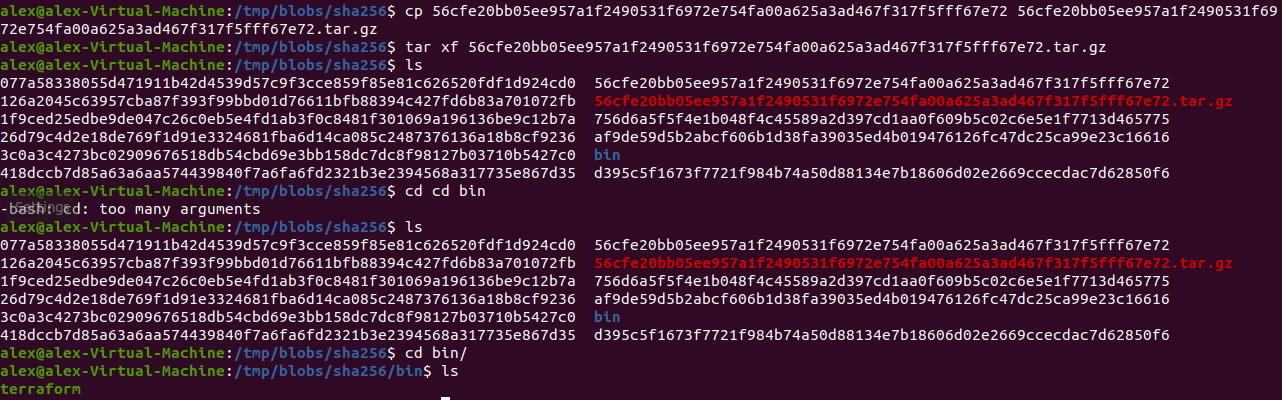 alex@alex-Virtual-Machine:/tmp/blobs/sha256$ cp 56cfe20bb05ee957a1f2490531f6972e754fa00a625a3ad467f317f5fff67e72 56cfe20bb05ee957a1f2490531f69
72e754fa00a625a3ad467f317f5fff67e72.tar.gz
alex@alex-Virtual-Machine:/tmp/blobs/sha256$ tar xf 56cfe20bb05ee957a1f2490531f6972e754fa00a625a3ad467f317f5fff67e72.tar.gz
alex@alex-Virtual-Machine:/tmp/blobs/sha256$ ls
077a58338055d471911b42d4539d57c9f3cce859f85e81c626520fdf1d924cd0 56cfe20bb05ee957a1f2490531f6972e754fa00a625a3ad467f317f5fff67e72
126a2045c63957cba87f393f99bbd01d76611bfb88394c427fd6b83a701072fb 56cfe20bb05ee957a1f2490531f6972e754fa00a625a3ad467f317f5fff67e72.tar.gz
1f9ced25edbe9de047c26c0eb5e4fd1ab3f0c8481f301069a196136be9c12b7a 756d6a5f5f4e1b048f4c45589a2d397cd1aa0f609b5c02c6e5e1f7713d465775
26d79c4d2e18de769f1d91e3324681fba6d14ca085c2487376136a18b8cf9236 af9de59d5b2abcf606b1d38fa39035ed4b019476126fc47dc25ca99e23c16616
3c0a3c4273bc02909676518db54cbd69e3bb158dc7dc8f98127b03710b5427c0 bin
418dccb7d85a63a6aa574439840f7a6fa6fd2321b3e2394568a317735e867d35 d395c5f1673f7721f984b74a50d88134e7b18606d02e2669ccecdac7d62850f6
alex@alex-Virtual-Machine:/tmp/blobs/sha256$ cd cd bin
-bash: cd: too many arguments
Settings
alex@alex-Virtual-Machine:/tmp/blobs/sha256$ ls
077a58338055d471911b42d4539d57c9f3cce859f85e81c626520fdf1d924cd0 56cfe20bb05ee957a1f2490531f6972e754fa00a625a3ad467f317f5fff67e72
126a2045c63957cba87f393f99bbd01d76611bfb88394c427fd6b83a701072fb 56cfe20bb05ee957a1f2490531f6972e754fa00a625a3ad467f317f5fff67e72.tar.gz
1f9ced25edbe9de047c26c0eb5e4fd1ab3f0c8481f301069a196136be9c12b7a 756d6a5f5f4e1b048f4c45589a2d397cd1aa0f609b5c02c6e5e1f7713d465775
26d79c4d2e18de769f1d91e3324681fba6d14ca085c2487376136a18b8cf9236 af9de59d5b2abcf606b1d38fa39035ed4b019476126fc47dc25ca99e23c16616
3c0a3c4273bc02909676518db54cbd69e3bb158dc7dc8f98127b03710b5427c0 bin
418dccb7d85a63a6aa574439840f7a6fa6fd2321b3e2394568a317735e867d35 d395c5f1673f7721f984b74a50d88134e7b18606d02e2669ccecdac7d62850f6
alex@alex-Virtual-Machine:/tmp/blobs/sha256$ cd bin/
alex@alex-Virtual-Machine:/tmp/blobs/sha256/bin$ ls
terraform